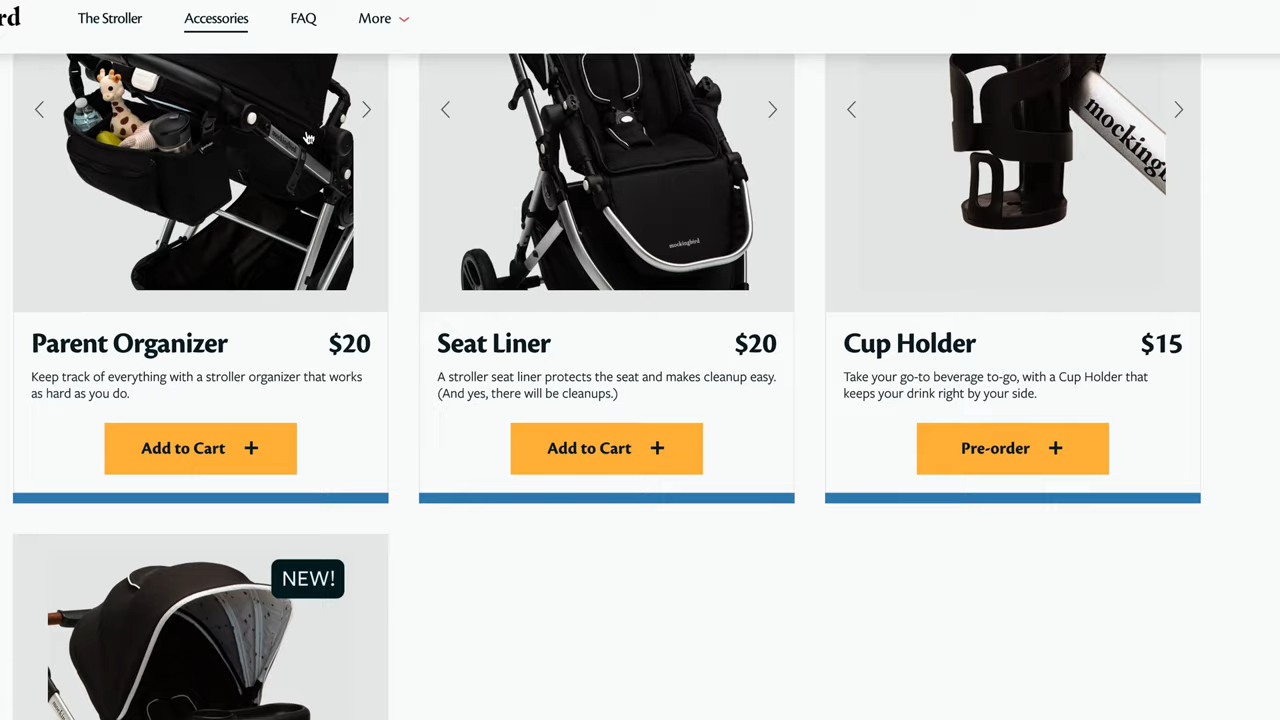 rd
The Stroller
Accessories
FAQ
More
mockingb
mockingbird
Parent Organizer
$20
Keep track of everything with a stroller organizer that works
as hard as you do.
Add to Cart +
Seat Liner
$20
A stroller seat liner protects the seat and makes cleanup easy.
(And yes, there will be cleanups.)
Add to Cart +
Cup Holder
$15
Take your go-to beverage to-go, with a Cup Holder that
keeps your drink right by your side.
Pre-order +
NEW!